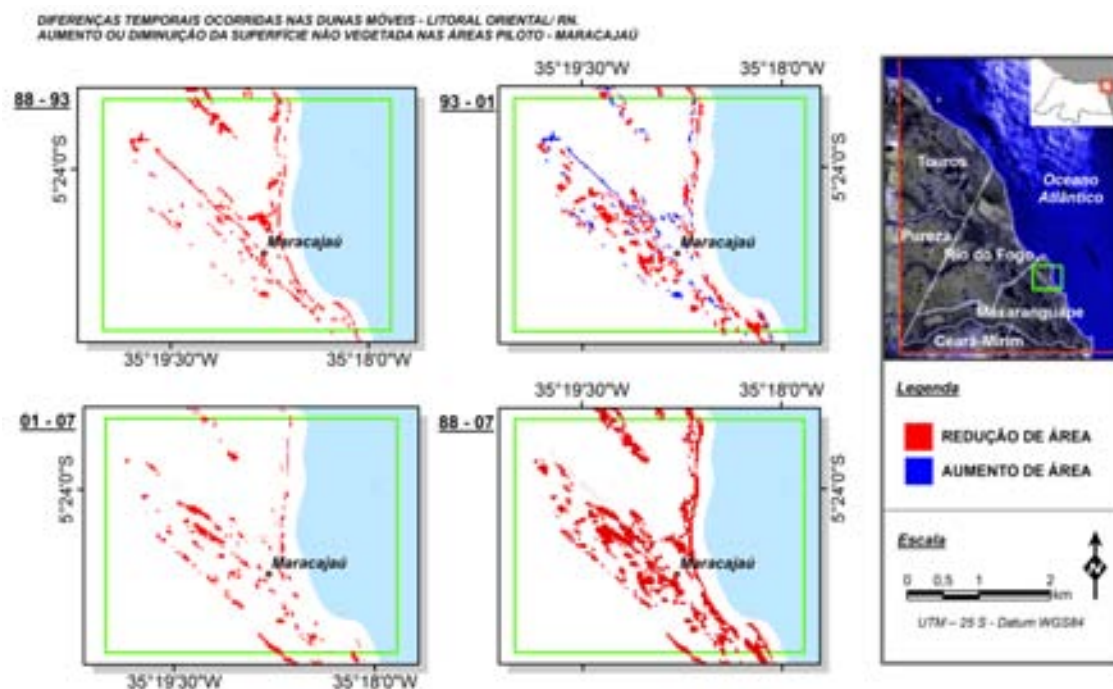 DIFERENÇAS TEMPORAIS OCORRIDAS NAS DUNAS MÓVEIS - LITORAL ORIENTAL/ RN.
AUMENTO OU DIMINUIÇÃO DA SUPERFÍCIE NÃO VEGETADA NAS ÁREAS PILOTO - MARACAJAÚ
88 - 93
5°24'0"S
Maracajaú
35°19'30"W
35°18'0"W
93 - 01
35°19'30"W
35°18'0"W
5°24'0"S
Maracajaú
01 - 07
5°24'0"S
Maracajaú
35°19'30"W
35°18'0"W
88 - 07
35°19'30"W
35°18'0"W
5°24'0"S
Maracajaú
Touros
Oceano
Atlântico
Pureza
Rio do Fogo
Maxaranguape
Ceará-Mirim
Legenda
REDUÇÃO DE ÁREA
AUMENTO DE ÁREA
Escala
0 0,5 1 2
km
N
UTM – 25 S - Datum WGS84